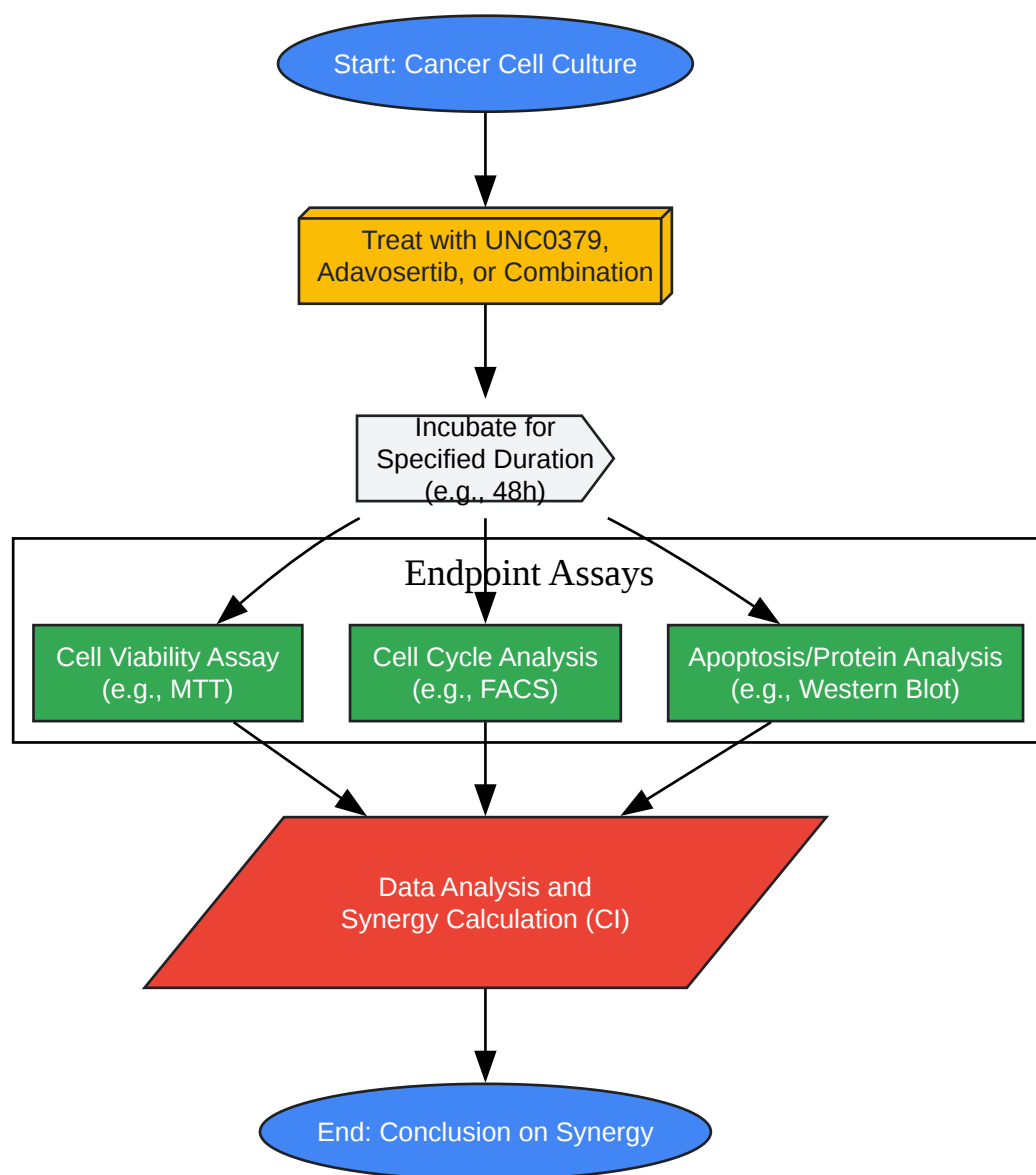 Start: Cancer Cell Culture
Treat with UNC0379,
Adavosertib, or Combination
Incubate for
Specified Duration
(e.g., 48h)
Endpoint Assays
Cell Viability Assay
(e.g., MTT)
Cell Cycle Analysis
(e.g., FACS)
Apoptosis/Protein Analysis
(e.g., Western Blot)
Data Analysis and
Synergy Calculation (CI)
End: Conclusion on Synergy